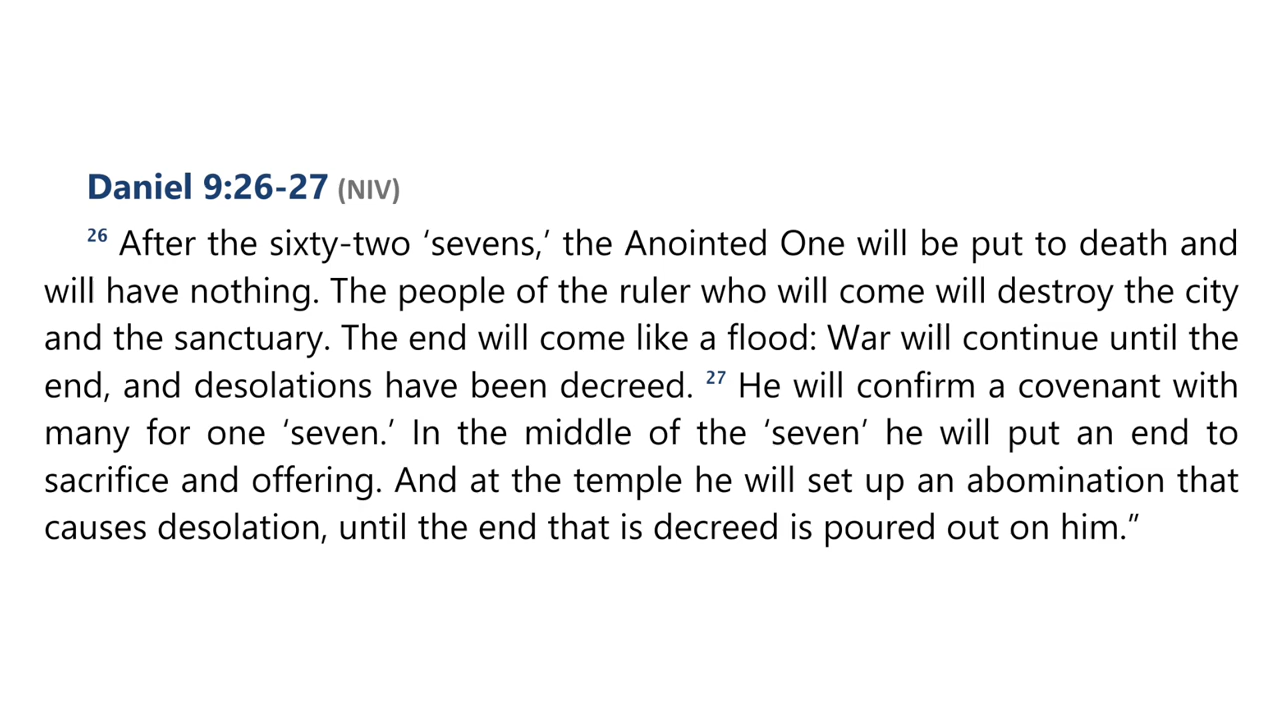 Daniel 9:26-27 (NIV)
26 After the sixty-two ‘sevens,’ the Anointed One will be put to death and
will have nothing. The people of the ruler who will come will destroy the city
and the sanctuary. The end will come like a flood: War will continue until the
end, and desolations have been decreed. 27 He will confirm a covenant with
many for one ‘seven.’ In the middle of the ‘seven’ he will put an end to
sacrifice and offering. And at the temple he will set up an abomination that
causes desolation, until the end that is decreed is poured out on him.”